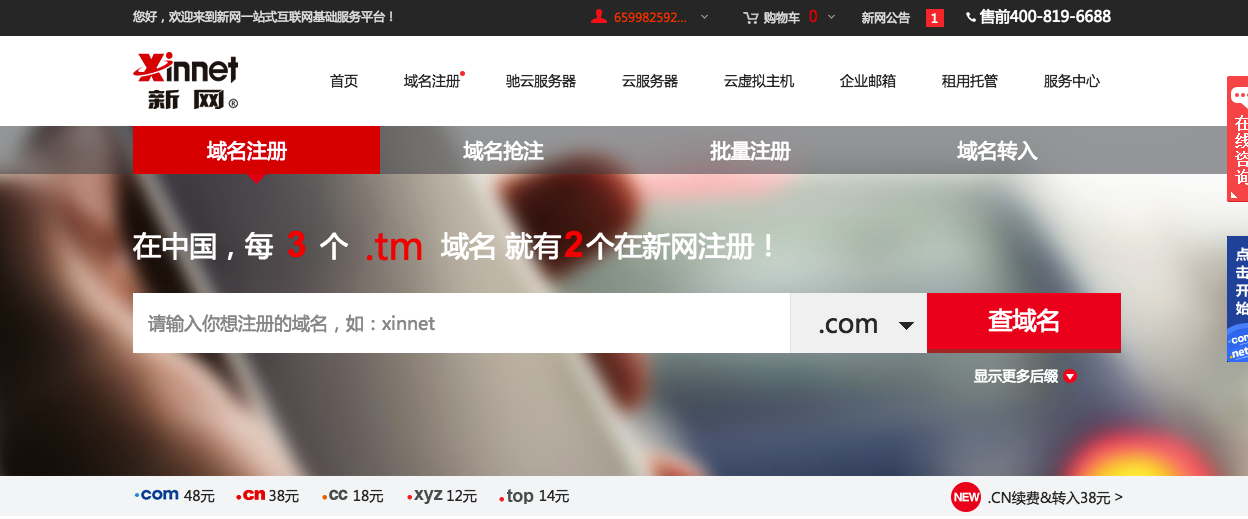 您好，欢迎来到新网一站式互联网基础服务平台！ 659982592... 购物车 0 新网公告 1 售前400-819-6688
Xinnet
新网®
首页 域名注册 驰云服务器 云服务器 云虚拟主机 企业邮箱 租用托管 服务中心
域名注册 域名抢注 批量注册 域名转入
在中国，每 3 个 .tm 域名 就有2个在新网注册！
请输入你想注册的域名，如：xinnet .com 查域名
显示更多后缀
.com 48元 .cn 38元 .cc 18元 .xyz 12元 .top 14元 NEW .CN续费&转入38元 >
在线咨询
点击开始
.com
.net